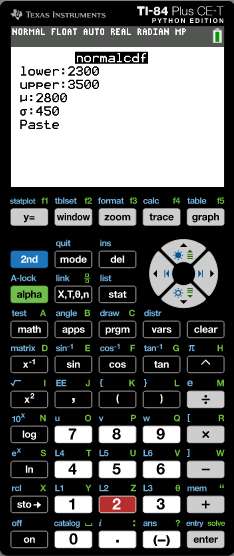 TEXAS INSTRUMENTS TI-84 Plus CE-T
PYTHON EDITION
NORMAL FLOAT AUTO REAL RADIAN MP
normalcdf
lower:2300
upper:3500
μ:2800
σ:450
Paste
statplot f1 tblset f2 format f3 calc f4 table f5
y= window zoom trace graph
quit ins
2nd mode del
A-lock link list
alpha X,T,θ,n stat
test A angle B draw C distr
math apps prgm vars clear
matrix D sin⁻¹ E cos⁻¹ F tan⁻¹ G π H
x⁻¹ sin cos tan ^
√ I EE J { K } L e M
x² , ( ) ÷
10ˣ N u O v P w Q [ R
log 7 8 9 ×
eˣ S L4 T L5 U L6 V ] W
ln 4 5 6 −
rcl X L1 Y L2 Z L3 θ mem "
sto→ 1 2 3 +
off catalog ⎵ i : ans ? entry solve
on 0 . (−) enter